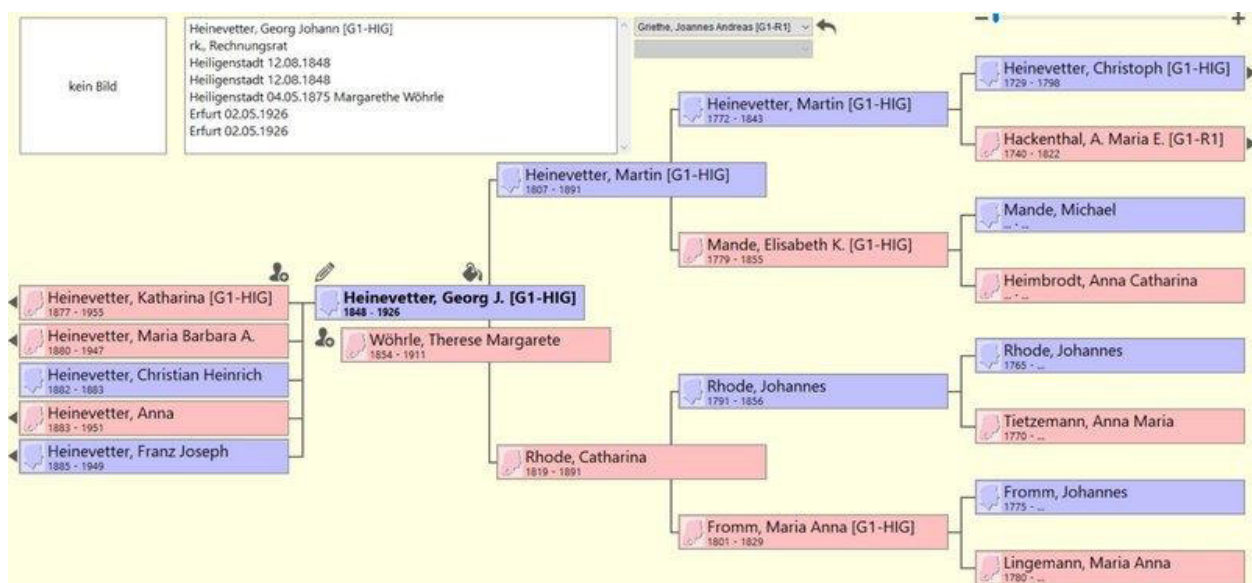 kein Bild
Heinevetter, Georg Johann [G1-HIG]
rk., Rechnungsrat
Heiligenstadt 12.08.1848
Heiligenstadt 12.08.1848
Heiligenstadt 04.05.1875 Margarethe Wöhrle
Erfurt 02.05.1926
Erfurt 02.05.1926
Griethe, Joannes Andreas [G1-R1]
Heinevetter, Katharina [G1-HIG]
1877 - 1955
Heinevetter, Maria Barbara A.
1880 - 1947
Heinevetter, Christian Heinrich
1882 - 1883
Heinevetter, Anna
1883 - 1951
Heinevetter, Franz Joseph
1885 - 1949
Heinevetter, Georg J. [G1-HIG]
1848 - 1926
Wöhrle, Therese Margarete
1854 - 1911
Heinevetter, Martin [G1-HIG]
1807 - 1891
Rhode, Catharina
1819 - 1891
Heinevetter, Martin [G1-HIG]
1772 - 1843
Mande, Elisabeth K. [G1-HIG]
1779 - 1855
Rhode, Johannes
1791 - 1856
Fromm, Maria Anna [G1-HIG]
1801 - 1829
Heinevetter, Christoph [G1-HIG]
1729 - 1798
Hackenthal, A. Maria E. [G1-R1]
1740 - 1822
Mande, Michael
... - ...
Heimbrodt, Anna Catharina
... - ...
Rhode, Johannes
1765 - ...
Tietzemann, Anna Maria
1770 - ...
Fromm, Johannes
1775 - ...
Lingemann, Maria Anna
1780 - ...